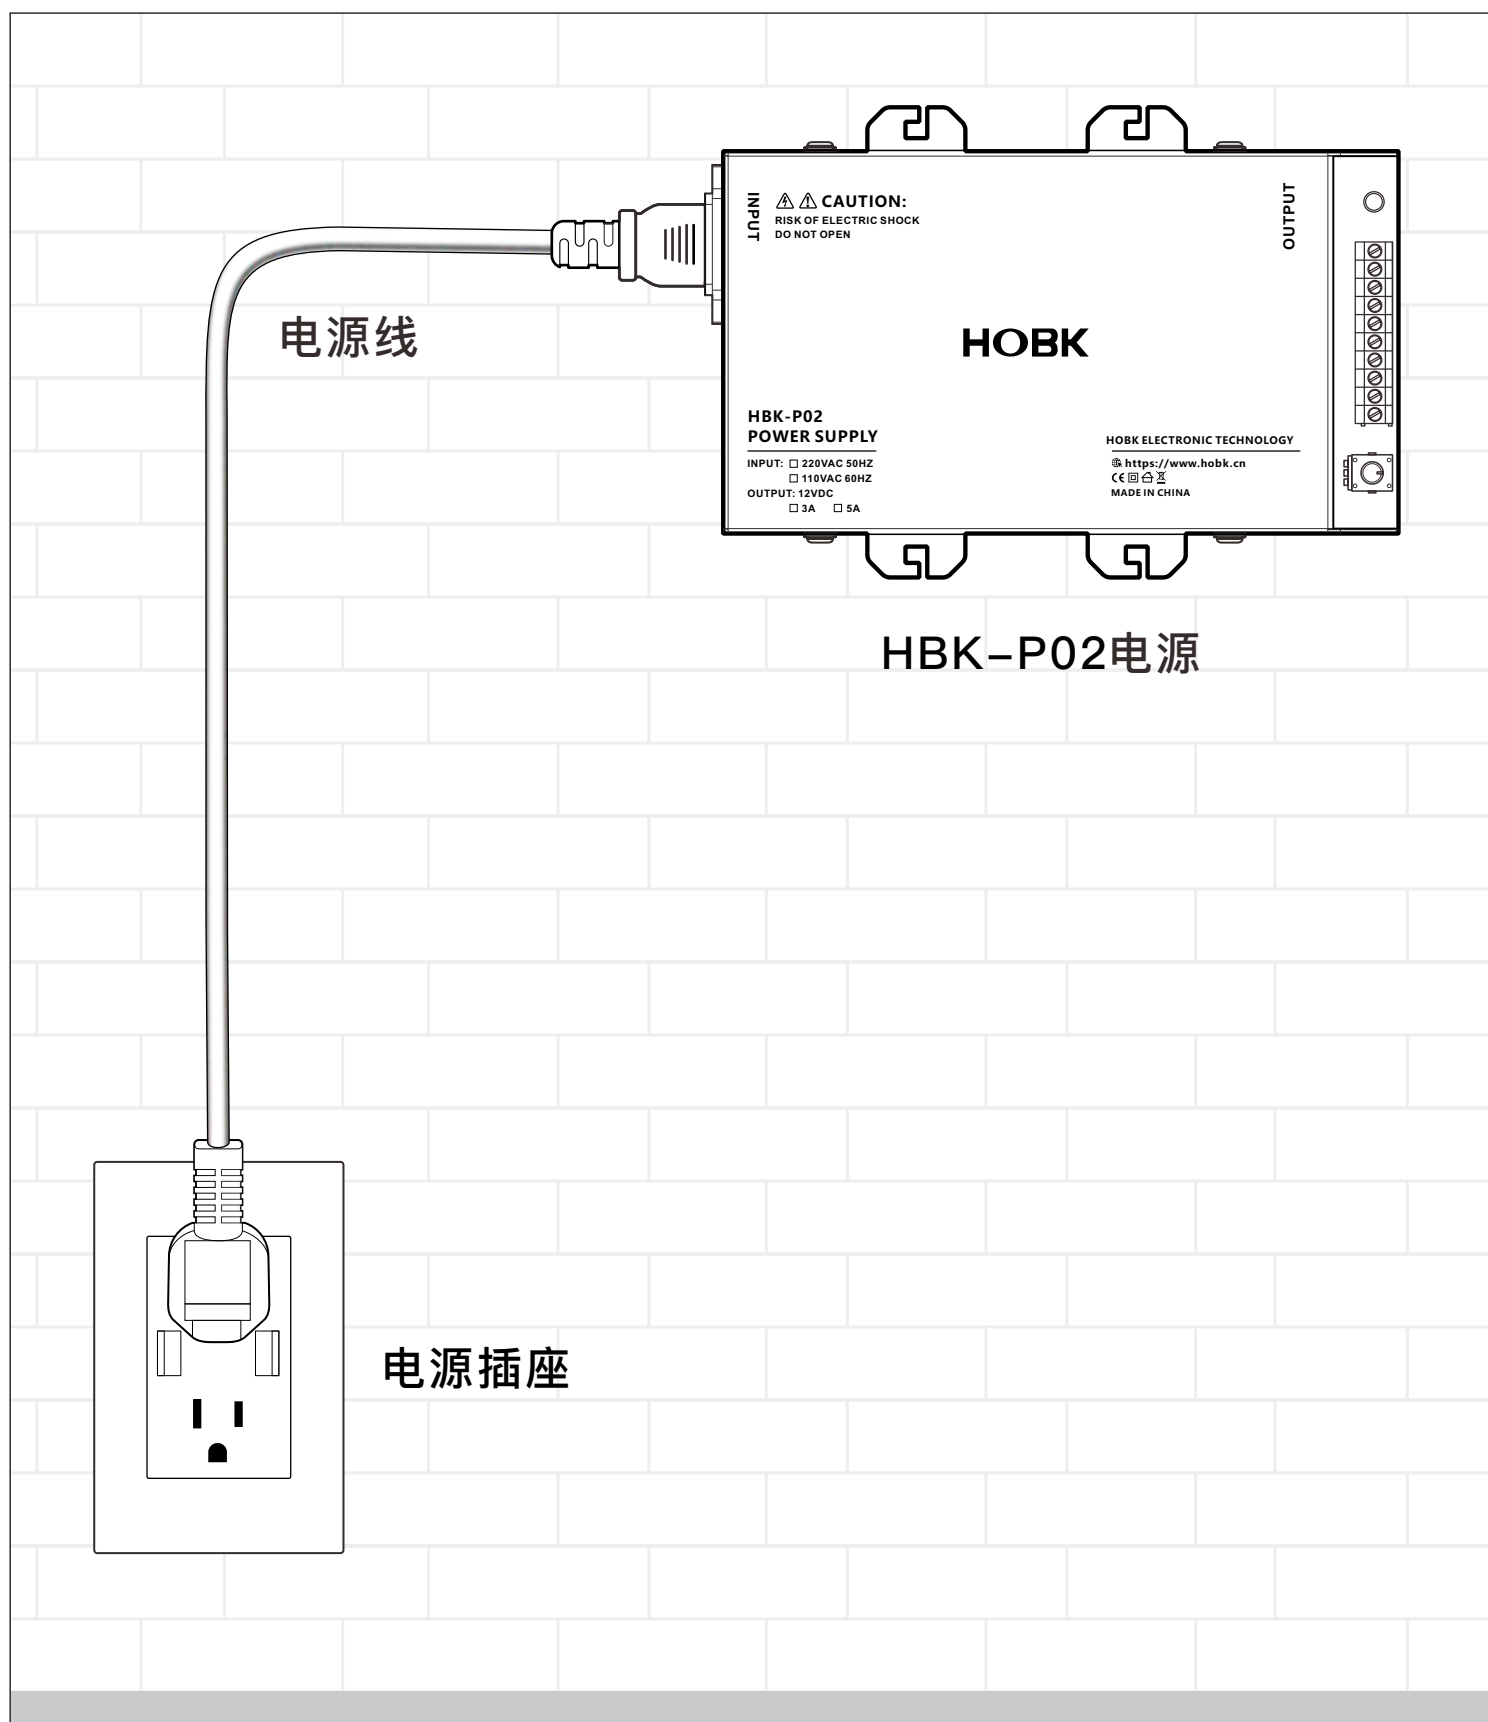 INPUT
CAUTION:
RISK OF ELECTRIC SHOCK
DO NOT OPEN
OUTPUT
电源线
HOBK
HBK-P02
POWER SUPPLY
INPUT: □ 220VAC 50HZ
□ 110VAC 60HZ
OUTPUT: 12VDC
□ 3A □ 5A
HOBK ELECTRONIC TECHNOLOGY
https://www.hobk.cn
CE
MADE IN CHINA
HBK-P02电源
电源插座